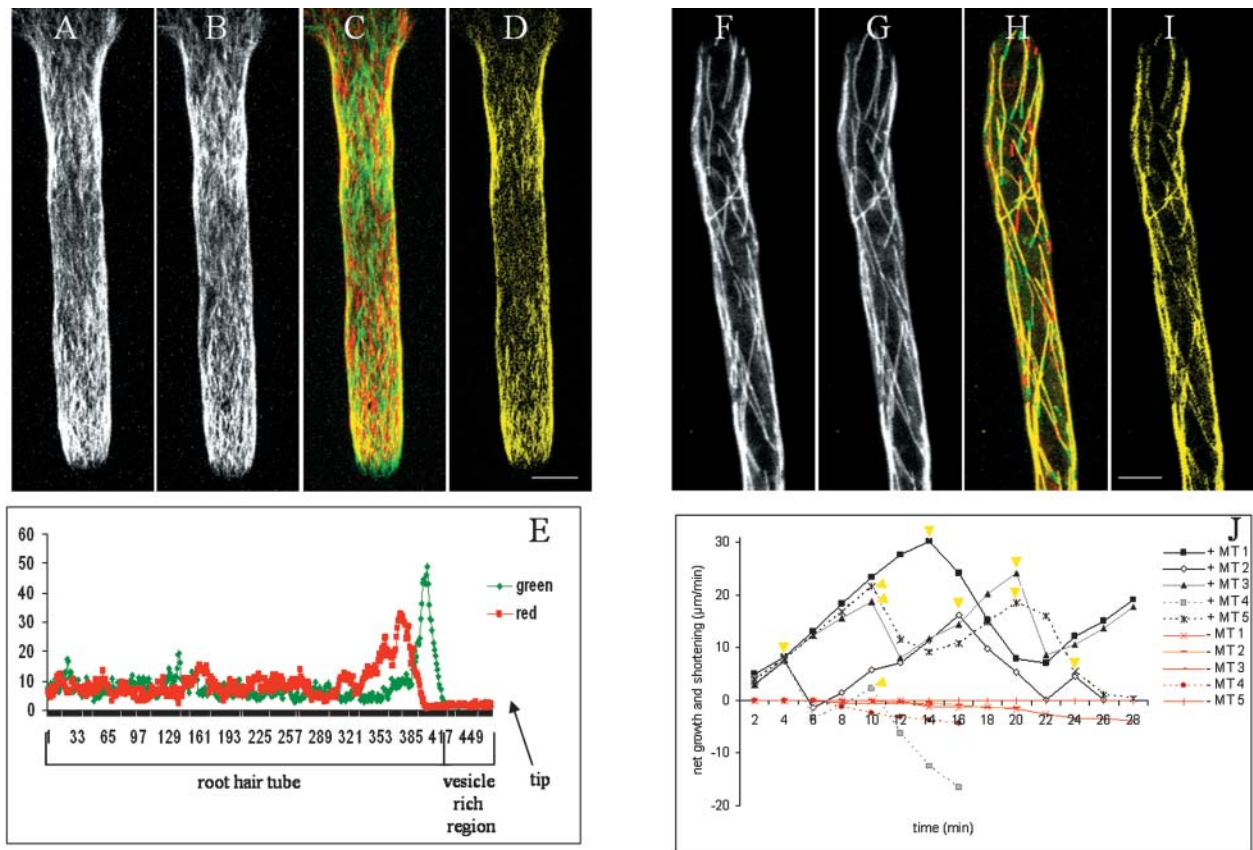 A B C D
F G H I
E
60
50
40
30
20
10
0
green
red
1 33 65 97 129 161 193 225 257 289 321 353 385 417 449
root hair tube
vesicle rich region
tip
J
net growth and shortening (µm/min)
30
20
10
0
-10
-20
2 4 6 8 10 12 14 16 18 20 22 24 26 28
time (min)
+ MT 1
+ MT 2
+ MT 3
+ MT 4
+ MT 5
- MT 1
- MT 2
- MT 3
- MT 4
- MT 5